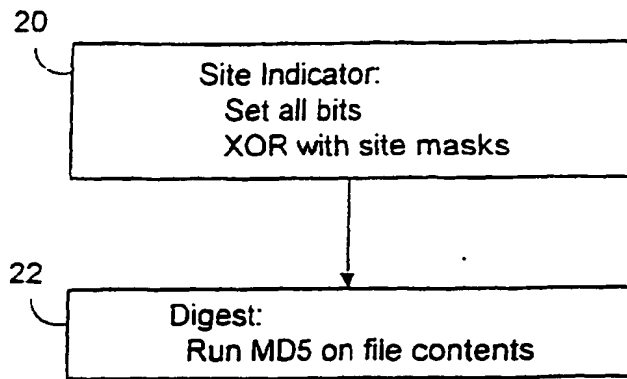 20
Site Indicator:
Set all bits
XOR with site masks
22
Digest:
Run MD5 on file contents